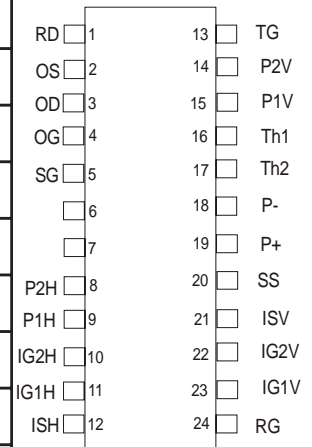 RD 1 13 TG
OS 2 14 P2V
OD 3 15 P1V
OG 4 16 Th1
SG 5 17 Th2
6 18 P-
7 19 P+
P2H 8 20 SS
P1H 9 21 ISV
IG2H 10 22 IG2V
IG1H 11 23 IG1V
ISH 12 24 RG